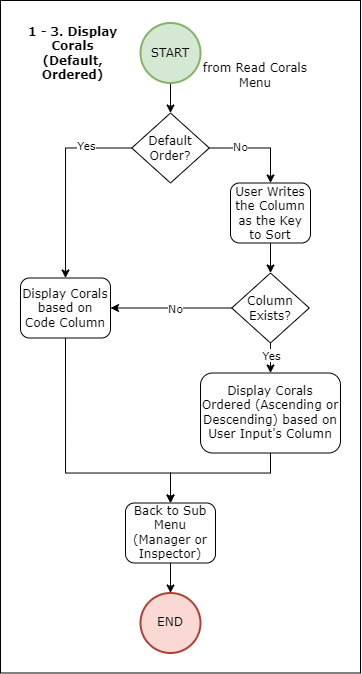 1 - 3. Display
Corals
(Default,
Ordered)
START
from Read Corals
Menu
Default
Order?
Yes
No
User Writes
the Column
as the Key
to Sort
Display Corals
based on
Code Column
No
Column
Exists?
Yes
Display Corals
Ordered (Ascending or
Descending) based on
User Input's Column
Back to Sub
Menu
(Manager or
Inspector)
END